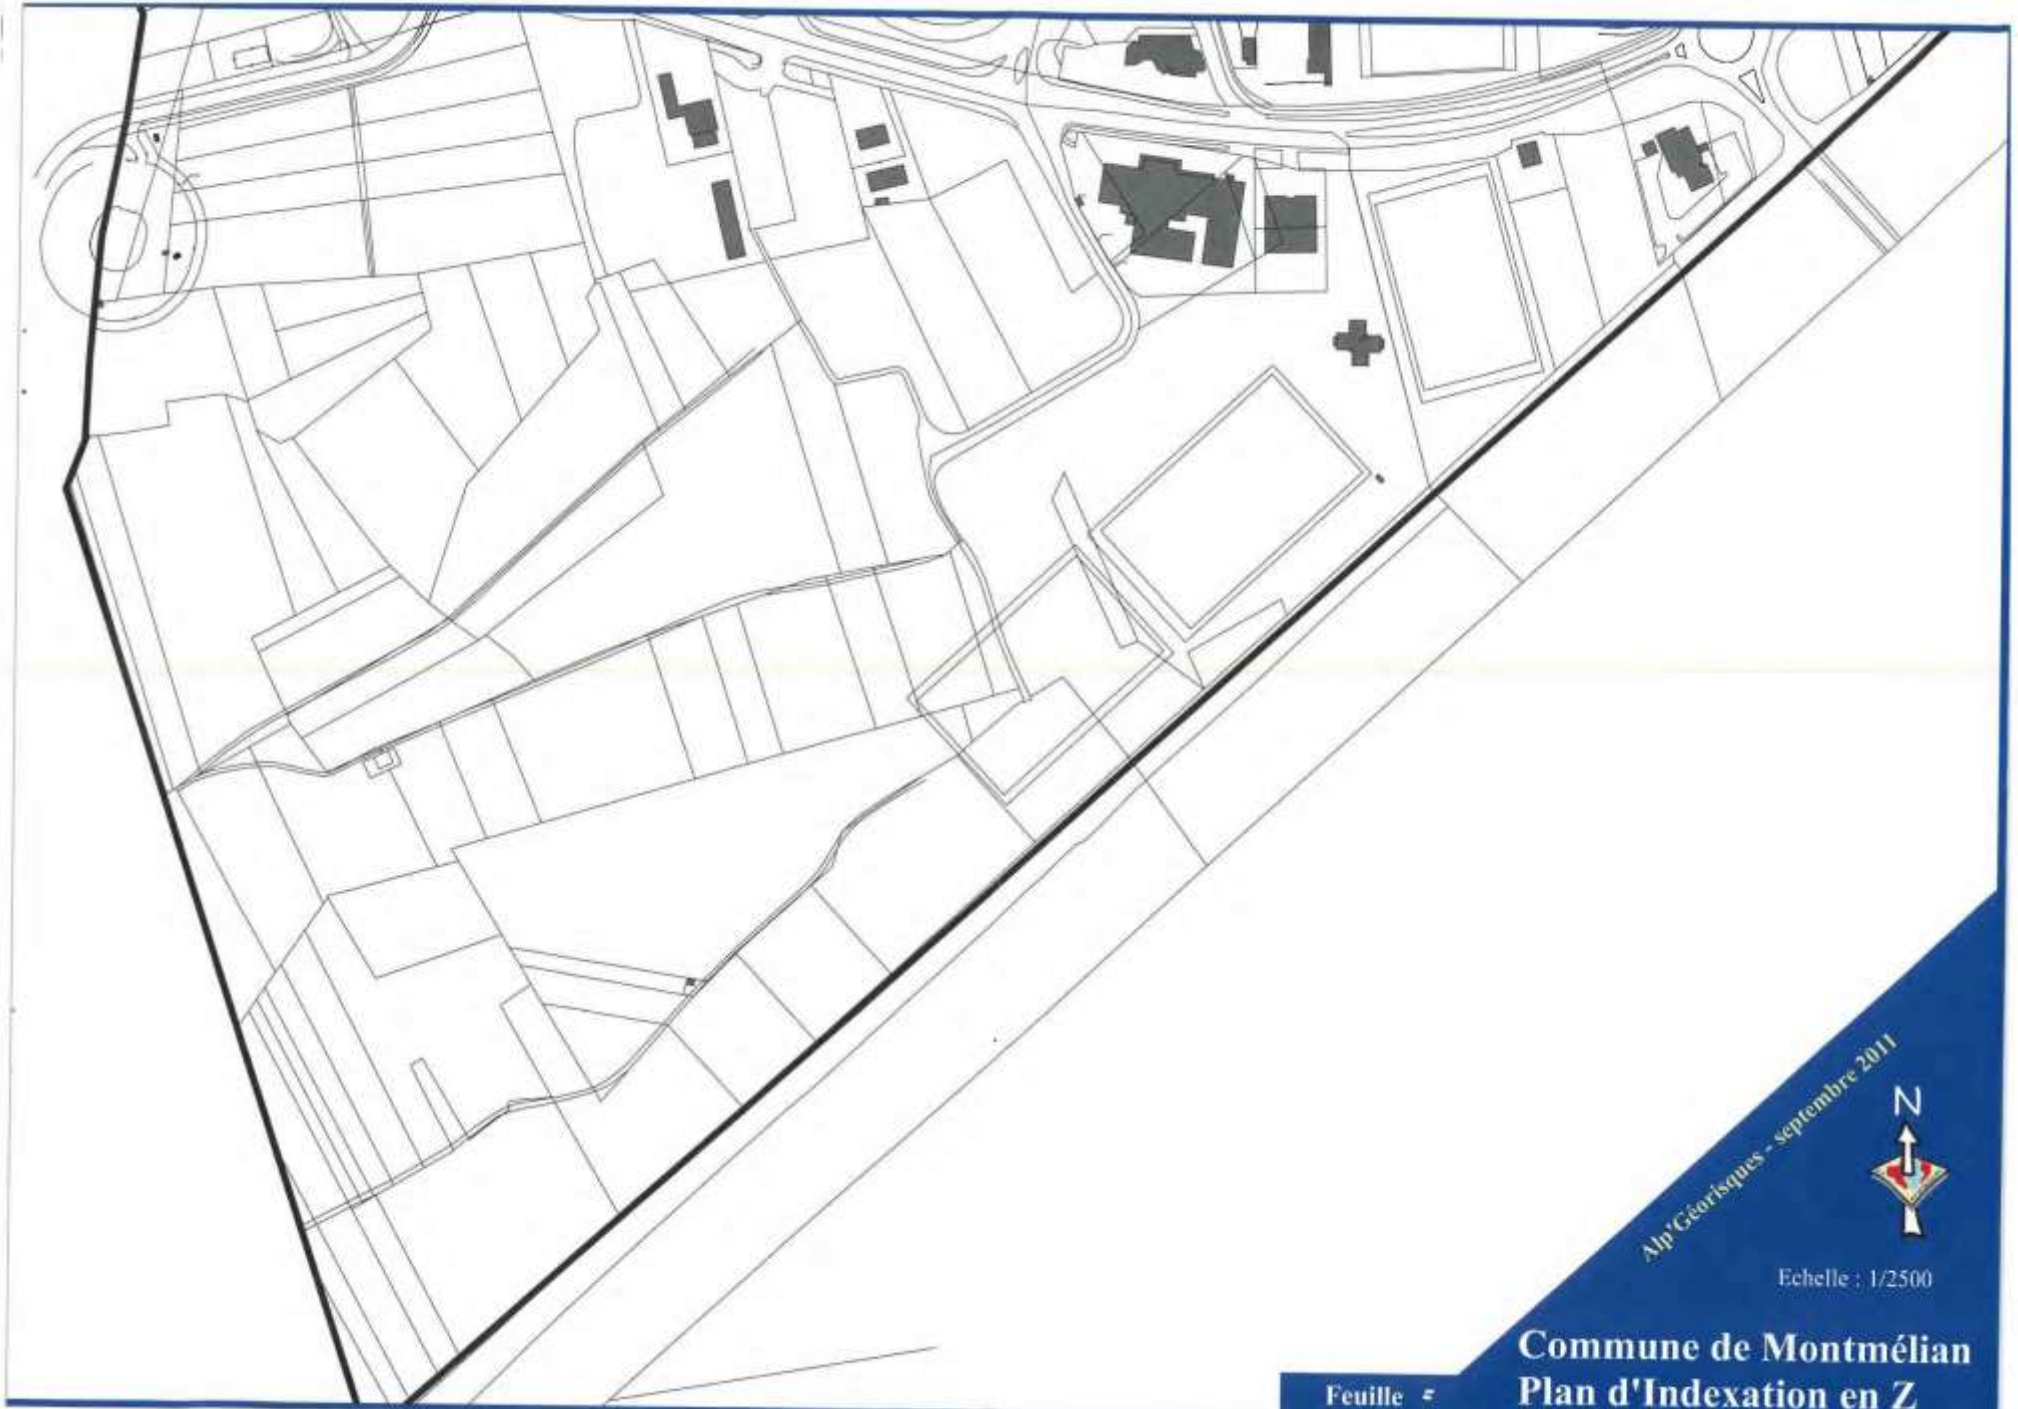 Alp'Géorisques - septembre 2011
N
Echelle : 1/2500
Commune de Montmélian
Feuille
Plan d'Indexation en Z